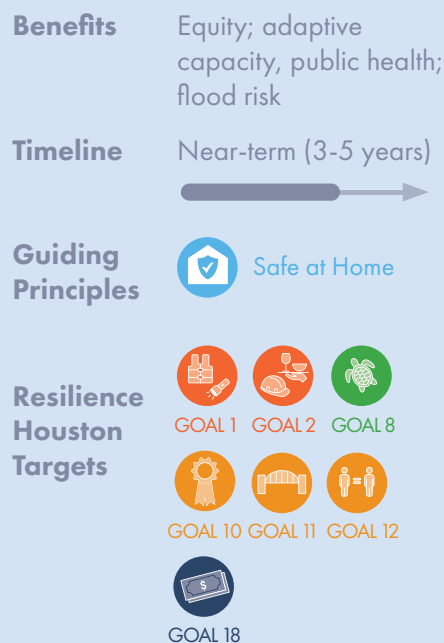 Benefits
Equity; adaptive
capacity, public health;
flood risk
Timeline
Near-term (3-5 years)
Guiding
Principles
Safe at Home
Resilience
Houston
Targets
GOAL 1 GOAL 2 GOAL 8
GOAL 10 GOAL 11 GOAL 12
$
GOAL 18